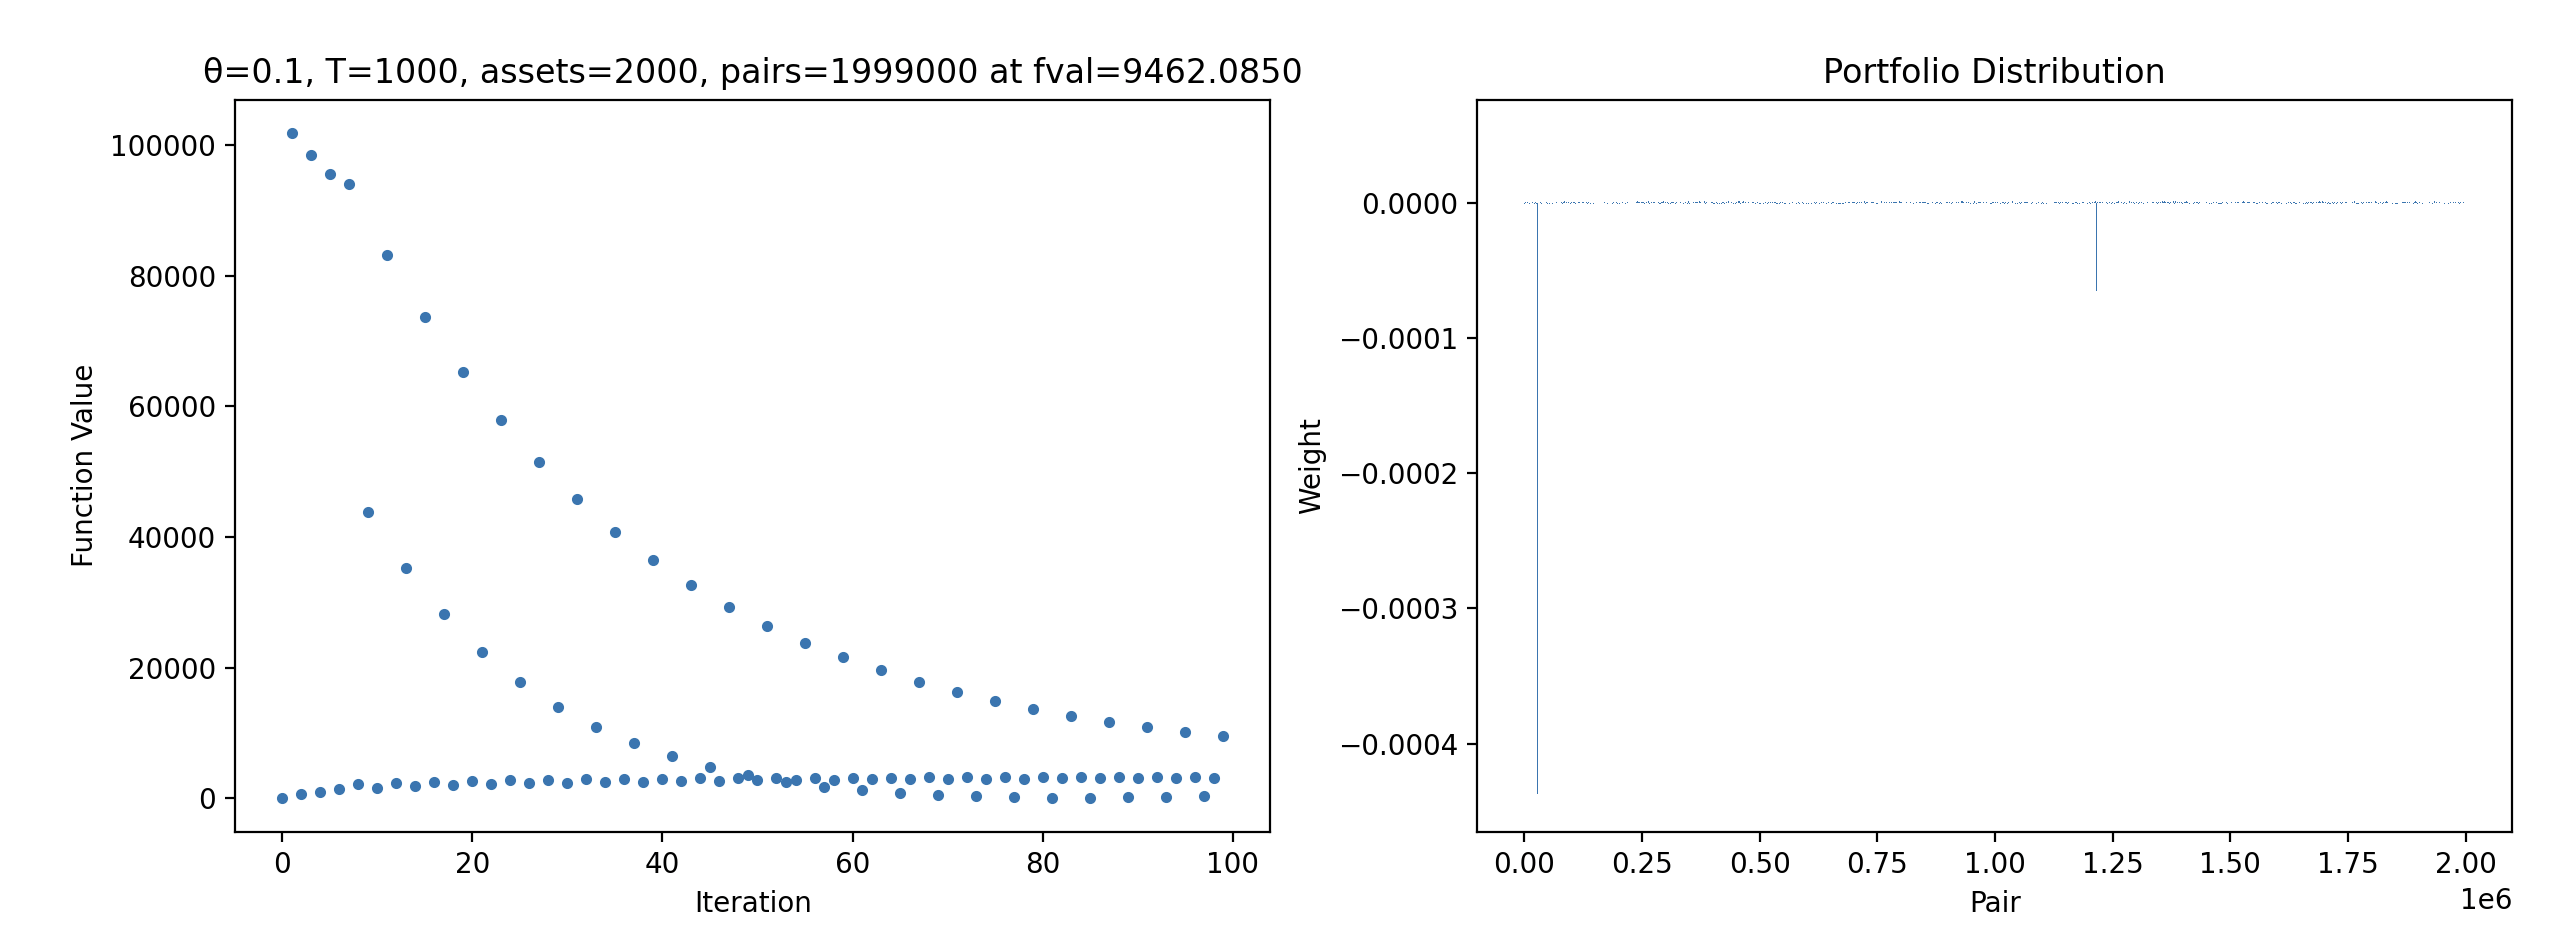 θ=0.1, T=1000, assets=2000, pairs=1999000 at fval=9462.0850
100000
80000
60000
40000
20000
0
Function Value
0 20 40 60 80 100
Iteration
Portfolio Distribution
0.0000
−0.0001
−0.0002
−0.0003
−0.0004
Weight
0.00 0.25 0.50 0.75 1.00 1.25 1.50 1.75 2.00
1e6
Pair